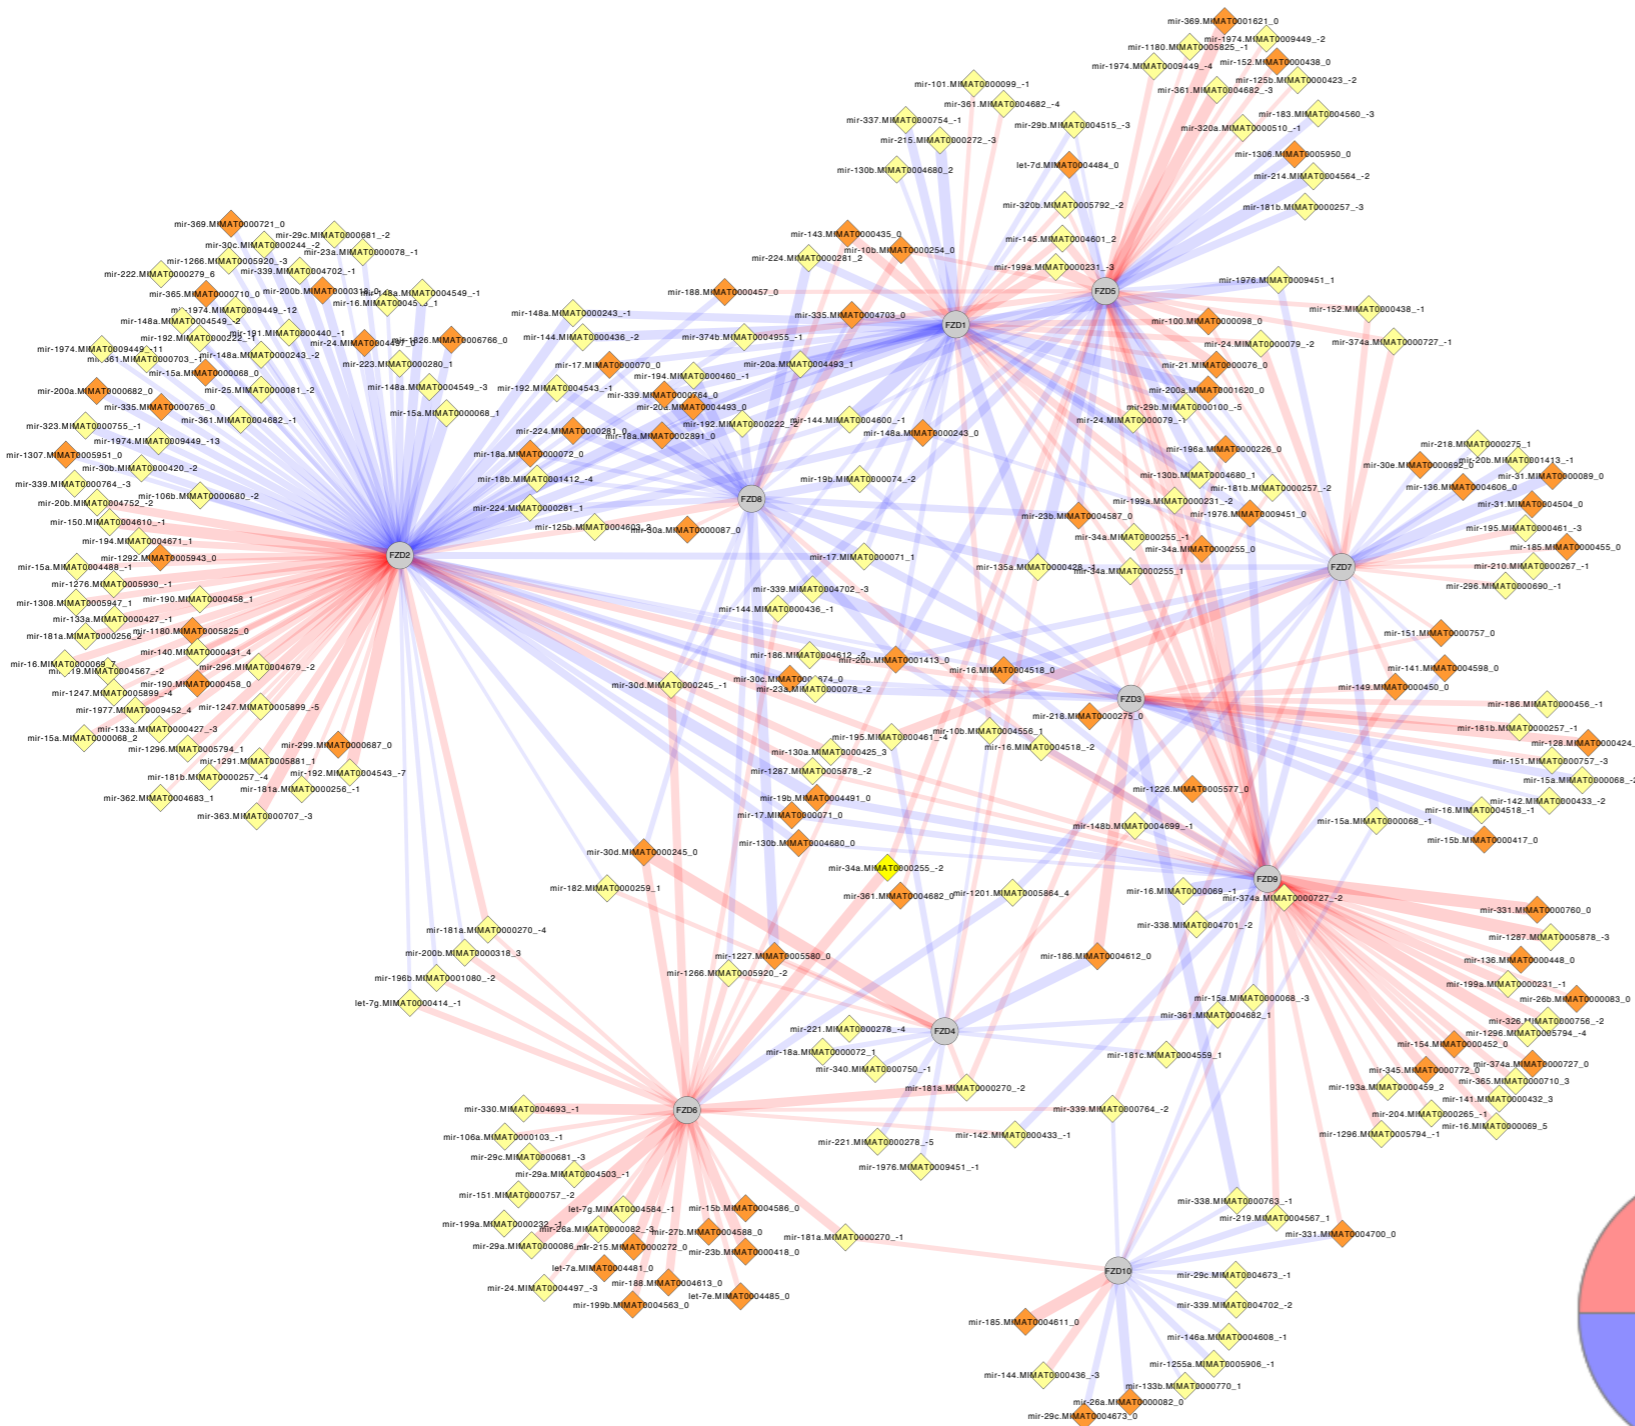 mir-369.MIMAT0001621_0
mir-1974.MIMAT0009449_-2
mir-1180.MIMAT0005825_-1
mir-152.MIMAT0000438_0
mir-1974.MIMAT0009449_-4
mir-125b.MIMAT0000423_-2
mir-101.MIMAT0000099_-1
mir-361.MIMAT0004682_-3
mir-361.MIMAT0004682_-4
mir-183.MIMAT0004560_-3
mir-337.MIMAT0000754_-1
mir-29b.MIMAT0004515_-3
mir-320a.MIMAT0000510_-1
mir-215.MIMAT0000272_-3
mir-1306.MIMAT0005950_0
let-7d.MIMAT0004484_0
mir-130b.MIMAT0004680_2
mir-214.MIMAT0004564_-2
mir-320b.MIMAT0005792_-2
mir-181b.MIMAT0000257_-3
mir-369.MIMAT0000721_0
mir-29c.MIMAT0000681_-2
mir-143.MIMAT0000435_0
mir-145.MIMAT0004601_2
mir-30c.MIMAT0000244_-2
mir-23a.MIMAT0000078_-1
mir-10b.MIMAT0000254_0
mir-1266.MIMAT0005920_-3
mir-224.MIMAT0000281_2
mir-199a.MIMAT0000231_-3
mir-222.MIMAT0000279_6
mir-339.MIMAT0004702_-1
mir-1976.MIMAT0009451_1
mir-365.MIMAT0000710_0
mir-188.MIMAT0000457_0
FZD5
mir-148a.MIMAT0004549_-1
mir-1974.MIMAT0009449_-12
mir-148a.MIMAT0000243_-1
mir-335.MIMAT0004703_0
mir-152.MIMAT0000438_-1
mir-148a.MIMAT0004549_-2
FZD1
mir-100.MIMAT0000098_0
mir-191.MIMAT0000440_-1
mir-192.MIMAT0000222_-1
mir-144.MIMAT0000436_-2
mir-374b.MIMAT0004955_-1
mir-24.MIMAT0000079_-2
mir-374a.MIMAT0000727_-1
mir-1974.MIMAT0009449_-11
mir-148a.MIMAT0000243_-2
mir-223.MIMAT0000280_1
mir-17.MIMAT0000070_0
mir-20a.MIMAT0004493_1
mir-21.MIMAT0000076_0
mir-15a.MIMAT0000068_0
mir-194.MIMAT0000460_-1
mir-200a.MIMAT0000682_0
mir-25.MIMAT0000081_-2
mir-148a.MIMAT0004549_-3
mir-192.MIMAT0004543_-1
mir-339.MIMAT0000764_0
mir-200a.MIMAT0001620_0
mir-335.MIMAT0000765_0
mir-20a.MIMAT0004493_0
mir-29b.MIMAT0000100_-5
mir-361.MIMAT0004682_-1
mir-15a.MIMAT0000068_1
mir-144.MIMAT0004600_-1
mir-24.MIMAT0000079_-1
mir-323.MIMAT0000755_-1
mir-224.MIMAT0000281_0
mir-18a.MIMAT0002891_0
mir-148a.MIMAT0000243_0
mir-1974.MIMAT0009449_-13
mir-218.MIMAT0000275_1
mir-1307.MIMAT0005951_0
mir-18a.MIMAT0000072_0
mir-196a.MIMAT0000226_0
mir-30b.MIMAT0000420_-2
mir-30e.MIMAT0000692_0
mir-20b.MIMAT0001413_-1
mir-339.MIMAT0000764_-3
mir-18b.MIMAT0001412_-4
mir-19b.MIMAT0000074_-2
mir-130b.MIMAT0004680_1
mir-31.MIMAT0000089_0
mir-106b.MIMAT0000680_-2
FZD8
mir-181b.MIMAT0000257_-2
mir-136.MIMAT0004606_0
mir-20b.MIMAT0004752_-2
mir-224.MIMAT0000281_1
mir-199a.MIMAT0000231_-2
mir-31.MIMAT0004504_0
mir-150.MIMAT0004610_-1
mir-23b.MIMAT0004587_0
mir-1976.MIMAT0009451_0
mir-30a.MIMAT0000087_0
mir-195.MIMAT0000461_-3
mir-194.MIMAT0004671_1
mir-34a.MIMAT0000255_-1
mir-185.MIMAT0000455_0
mir-1292.MIMAT0005943_0
FZD2
mir-17.MIMAT0000071_1
mir-34a.MIMAT0000255_0
mir-15a.MIMAT0004488_-1
FZD7
mir-210.MIMAT0000267_-1
mir-34a.MIMAT0000255_1
mir-1276.MIMAT0005930_-1
mir-339.MIMAT0004702_-3
mir-296.MIMAT0000690_-1
mir-1308.MIMAT0005947_1
mir-190.MIMAT0000458_1
mir-144.MIMAT0000436_-1
mir-133a.MIMAT0000427_-1
mir-181a.MIMAT0000256_2
mir-1180.MIMAT0005825_0
mir-151.MIMAT0000757_0
mir-140.MIMAT0000431_4
mir-186.MIMAT0004612_-2
mir-20b.MIMAT0001413_0
mir-16.MIMAT0004518_0
mir-141.MIMAT0004598_0
mir-296.MIMAT0004679_-2
mir-190.MIMAT0000458_0
mir-30d.MIMAT0000245_-1
mir-23a.MIMAT0000078_-2
mir-149.MIMAT0000450_0
mir-1247.MIMAT0005899_-4
FZD3
mir-1977.MIMAT0009452_4
mir-1247.MIMAT0005899_-5
mir-218.MIMAT0000275_0
mir-186.MIMAT0000456_-1
mir-133a.MIMAT0000427_-3
mir-10b.MIMAT0004556_1
mir-181b.MIMAT0000257_-1
mir-15a.MIMAT0000068_2
mir-195.MIMAT0000461_-4
mir-16.MIMAT0004518_-2
mir-1296.MIMAT0005794_1
mir-299.MIMAT0000687_0
mir-130a.MIMAT0000425_3
mir-151.MIMAT0000757_-3
mir-1291.MIMAT0005881_1
mir-192.MIMAT0004543_-7
mir-1287.MIMAT0005878_-2
mir-181b.MIMAT0000257_-4
mir-181a.MIMAT0000256_-1
mir-1226.MIMAT0005577_0
mir-362.MIMAT0004683_1
mir-19b.MIMAT0004491_0
mir-142.MIMAT0000433_-2
mir-363.MIMAT0000707_-3
mir-17.MIMAT0000071_0
mir-16.MIMAT0004518_-1
mir-148b.MIMAT0004699_-1
mir-15a.MIMAT0000068_-1
mir-130b.MIMAT0004680_0
mir-15b.MIMAT0000417_0
mir-30d.MIMAT0000245_0
mir-34a.MIMAT0000255_-2
FZD9
mir-182.MIMAT0000259_1
mir-361.MIMAT0004682_0
mir-1201.MIMAT0005864_4
mir-16.MIMAT0000069_-1
mir-374a.MIMAT0000727_-2
mir-331.MIMAT0000760_0
mir-181a.MIMAT0000270_-4
mir-338.MIMAT0004701_-2
mir-1287.MIMAT0005878_-3
mir-200b.MIMAT0000318_3
mir-1227.MIMAT0005580_0
mir-186.MIMAT0004612_0
mir-136.MIMAT0000448_0
mir-196b.MIMAT0001080_-2
mir-1266.MIMAT0005920_-2
mir-199a.MIMAT0000231_-1
let-7g.MIMAT0000414_-1
mir-15a.MIMAT0000068_-3
mir-26b.MIMAT0000083_0
mir-361.MIMAT0004682_1
mir-326.MIMAT0000756_-2
mir-221.MIMAT0000278_-4
FZD4
mir-1296.MIMAT0005794_-4
mir-18a.MIMAT0000072_1
mir-181c.MIMAT0004559_1
mir-154.MIMAT0000452_0
mir-340.MIMAT0000750_-1
mir-345.MIMAT0000772_0
mir-374a.MIMAT0000727_0
mir-181a.MIMAT0000270_-2
mir-193a.MIMAT0000459_2
mir-365.MIMAT0000710_3
mir-330.MIMAT0004693_-1
FZD6
mir-339.MIMAT0000764_-2
mir-141.MIMAT0000432_3
mir-204.MIMAT0000265_-1
mir-106a.MIMAT0000103_-1
mir-142.MIMAT0000433_-1
mir-16.MIMAT0000069_5
mir-221.MIMAT0000278_-5
mir-1296.MIMAT0005794_-1
mir-29c.MIMAT0000681_-3
mir-1976.MIMAT0009451_-1
mir-29a.MIMAT0004503_-1
mir-151.MIMAT0000757_-2
mir-338.MIMAT0000763_-1
let-7g.MIMAT0004584_-1
mir-15b.MIMAT0004586_0
mir-219.MIMAT0004567_1
mir-27b.MIMAT0004588_0
mir-331.MIMAT0004700_0
mir-181a.MIMAT0000270_-1
mir-215.MIMAT0000272_0
mir-23b.MIMAT0000418_0
let-7a.MIMAT0004481_0
FZD10
mir-29c.MIMAT0004673_-1
mir-24.MIMAT0004497_-3
mir-188.MIMAT0004613_0
let-7e.MIMAT0004485_0
mir-199b.MIMAT0004563_0
mir-339.MIMAT0004702_-2
mir-185.MIMAT0004611_0
mir-146a.MIMAT0004608_-1
mir-1255a.MIMAT0005906_-1
mir-144.MIMAT0000436_-3
mir-133b.MIMAT0000770_1
mir-26a.MIMAT0000082_0
mir-29c.MIMAT0004673_0